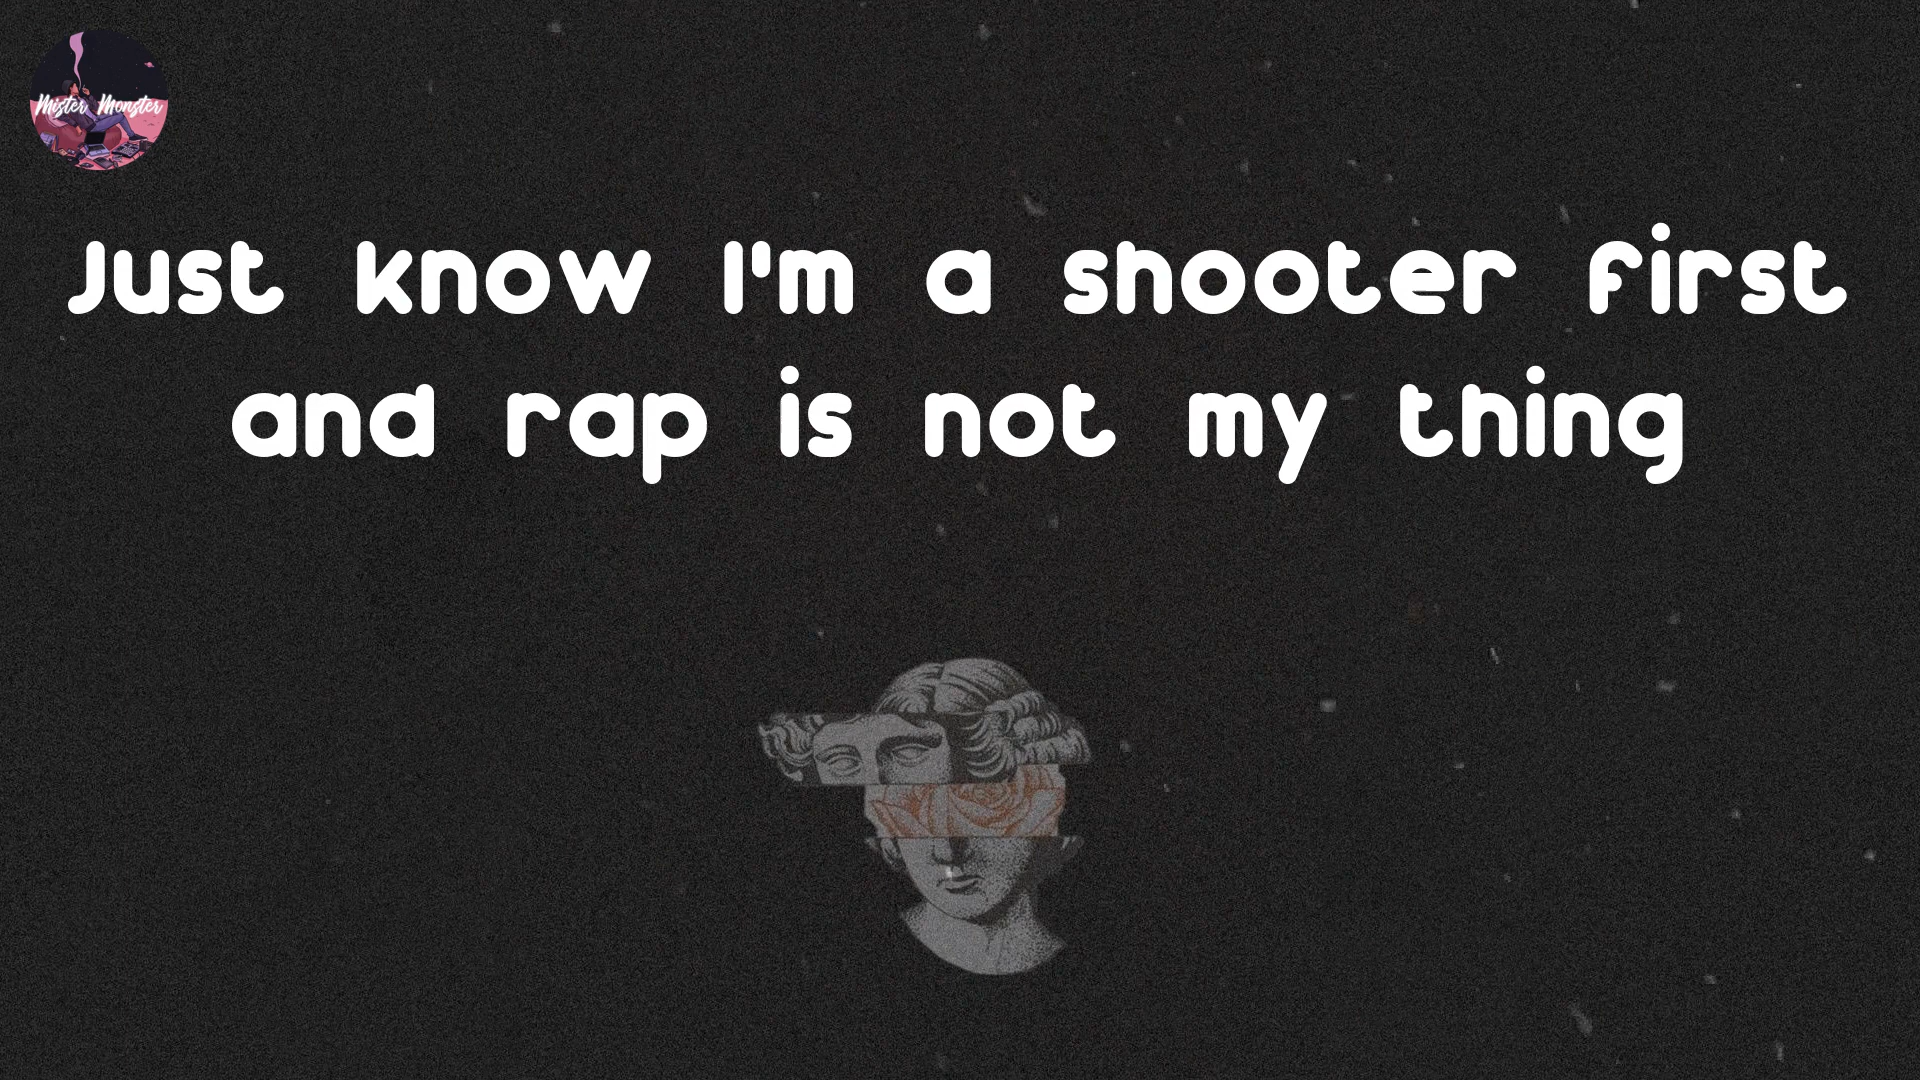 Mister Monster
Just know I'm a shooter first
and rap is not my thing